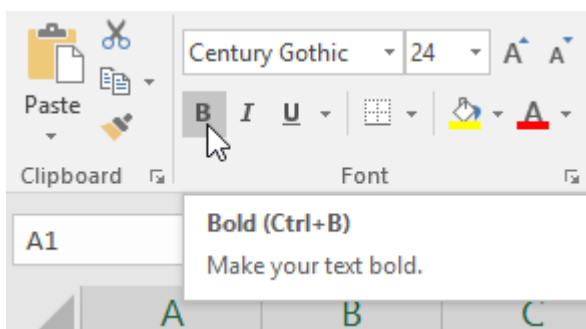 Century Gothic 24 A A
Paste
B I U A
Clipboard Font
Bold (Ctrl+B)
A1
Make your text bold.
A B C